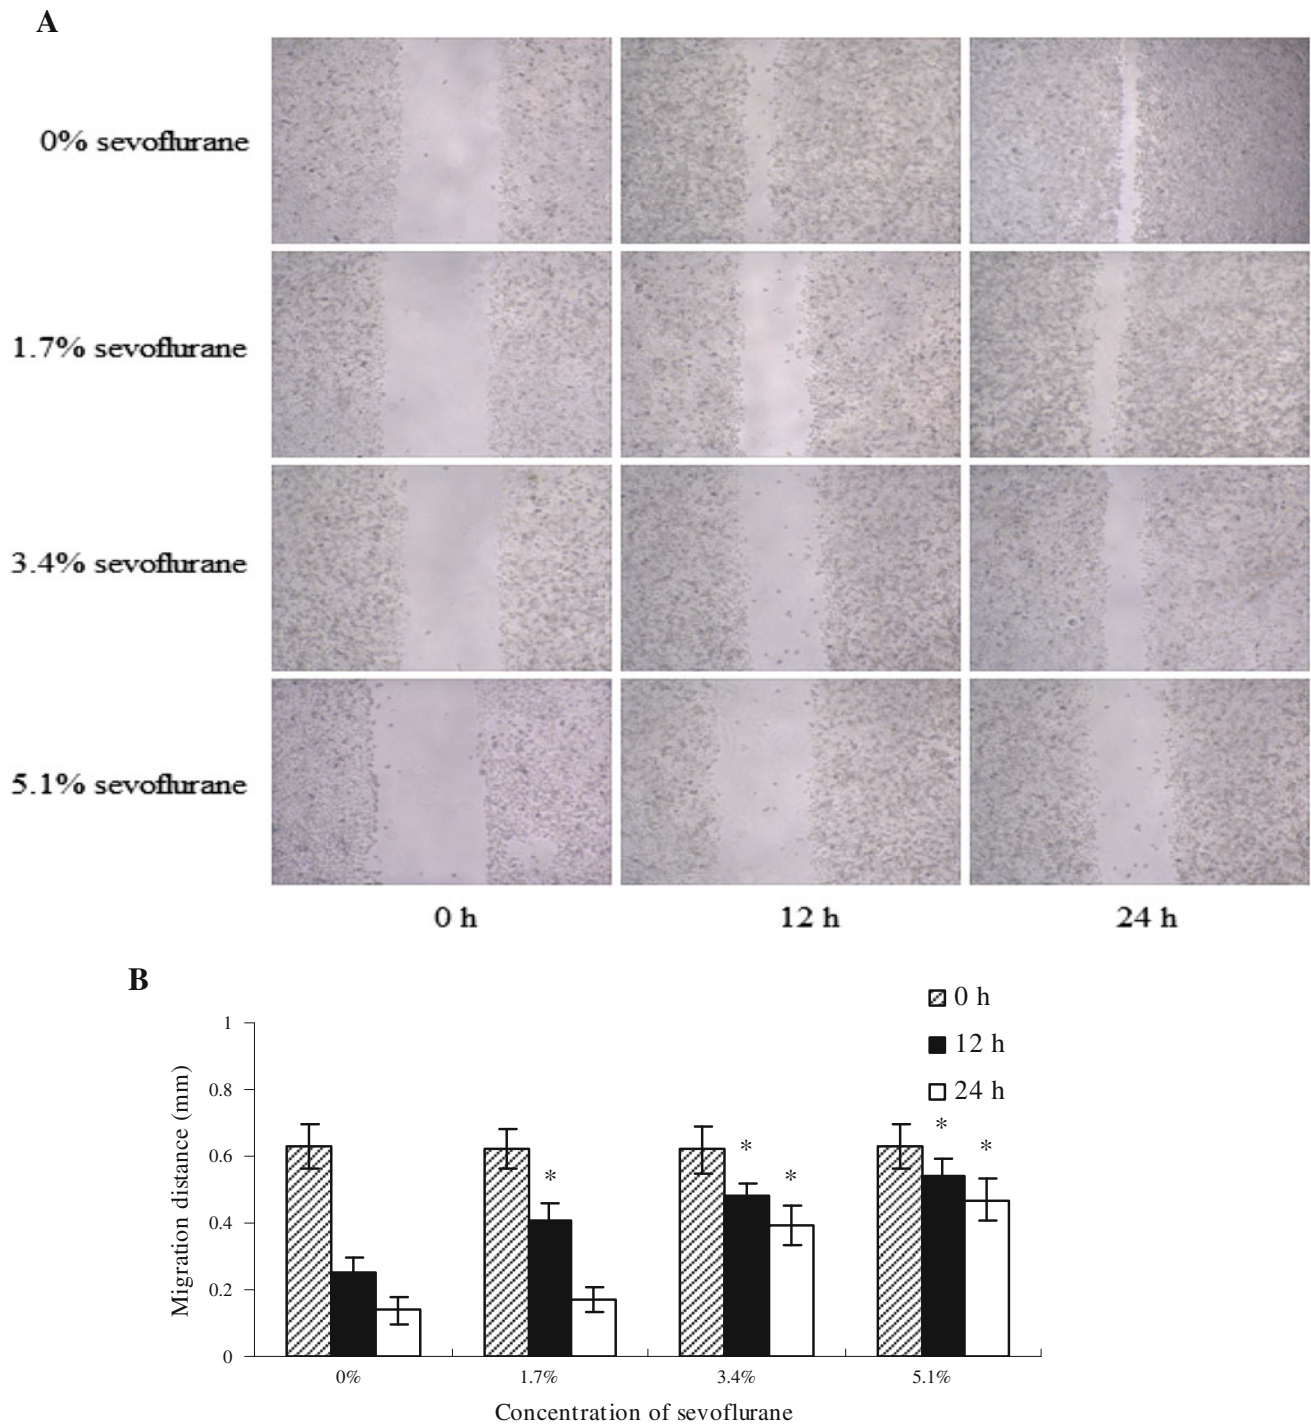 A
0% sevoflurane
1.7% sevoflurane
3.4% sevoflurane
5.1% sevoflurane
0 h
12 h
24 h
B
0 h
12 h
24 h
Migration distance (mm)
1
0.8
0.6
0.4
0.2
0
*
*
*
*
*
0%
1.7%
3.4%
5.1%
Concentration of sevoflurane